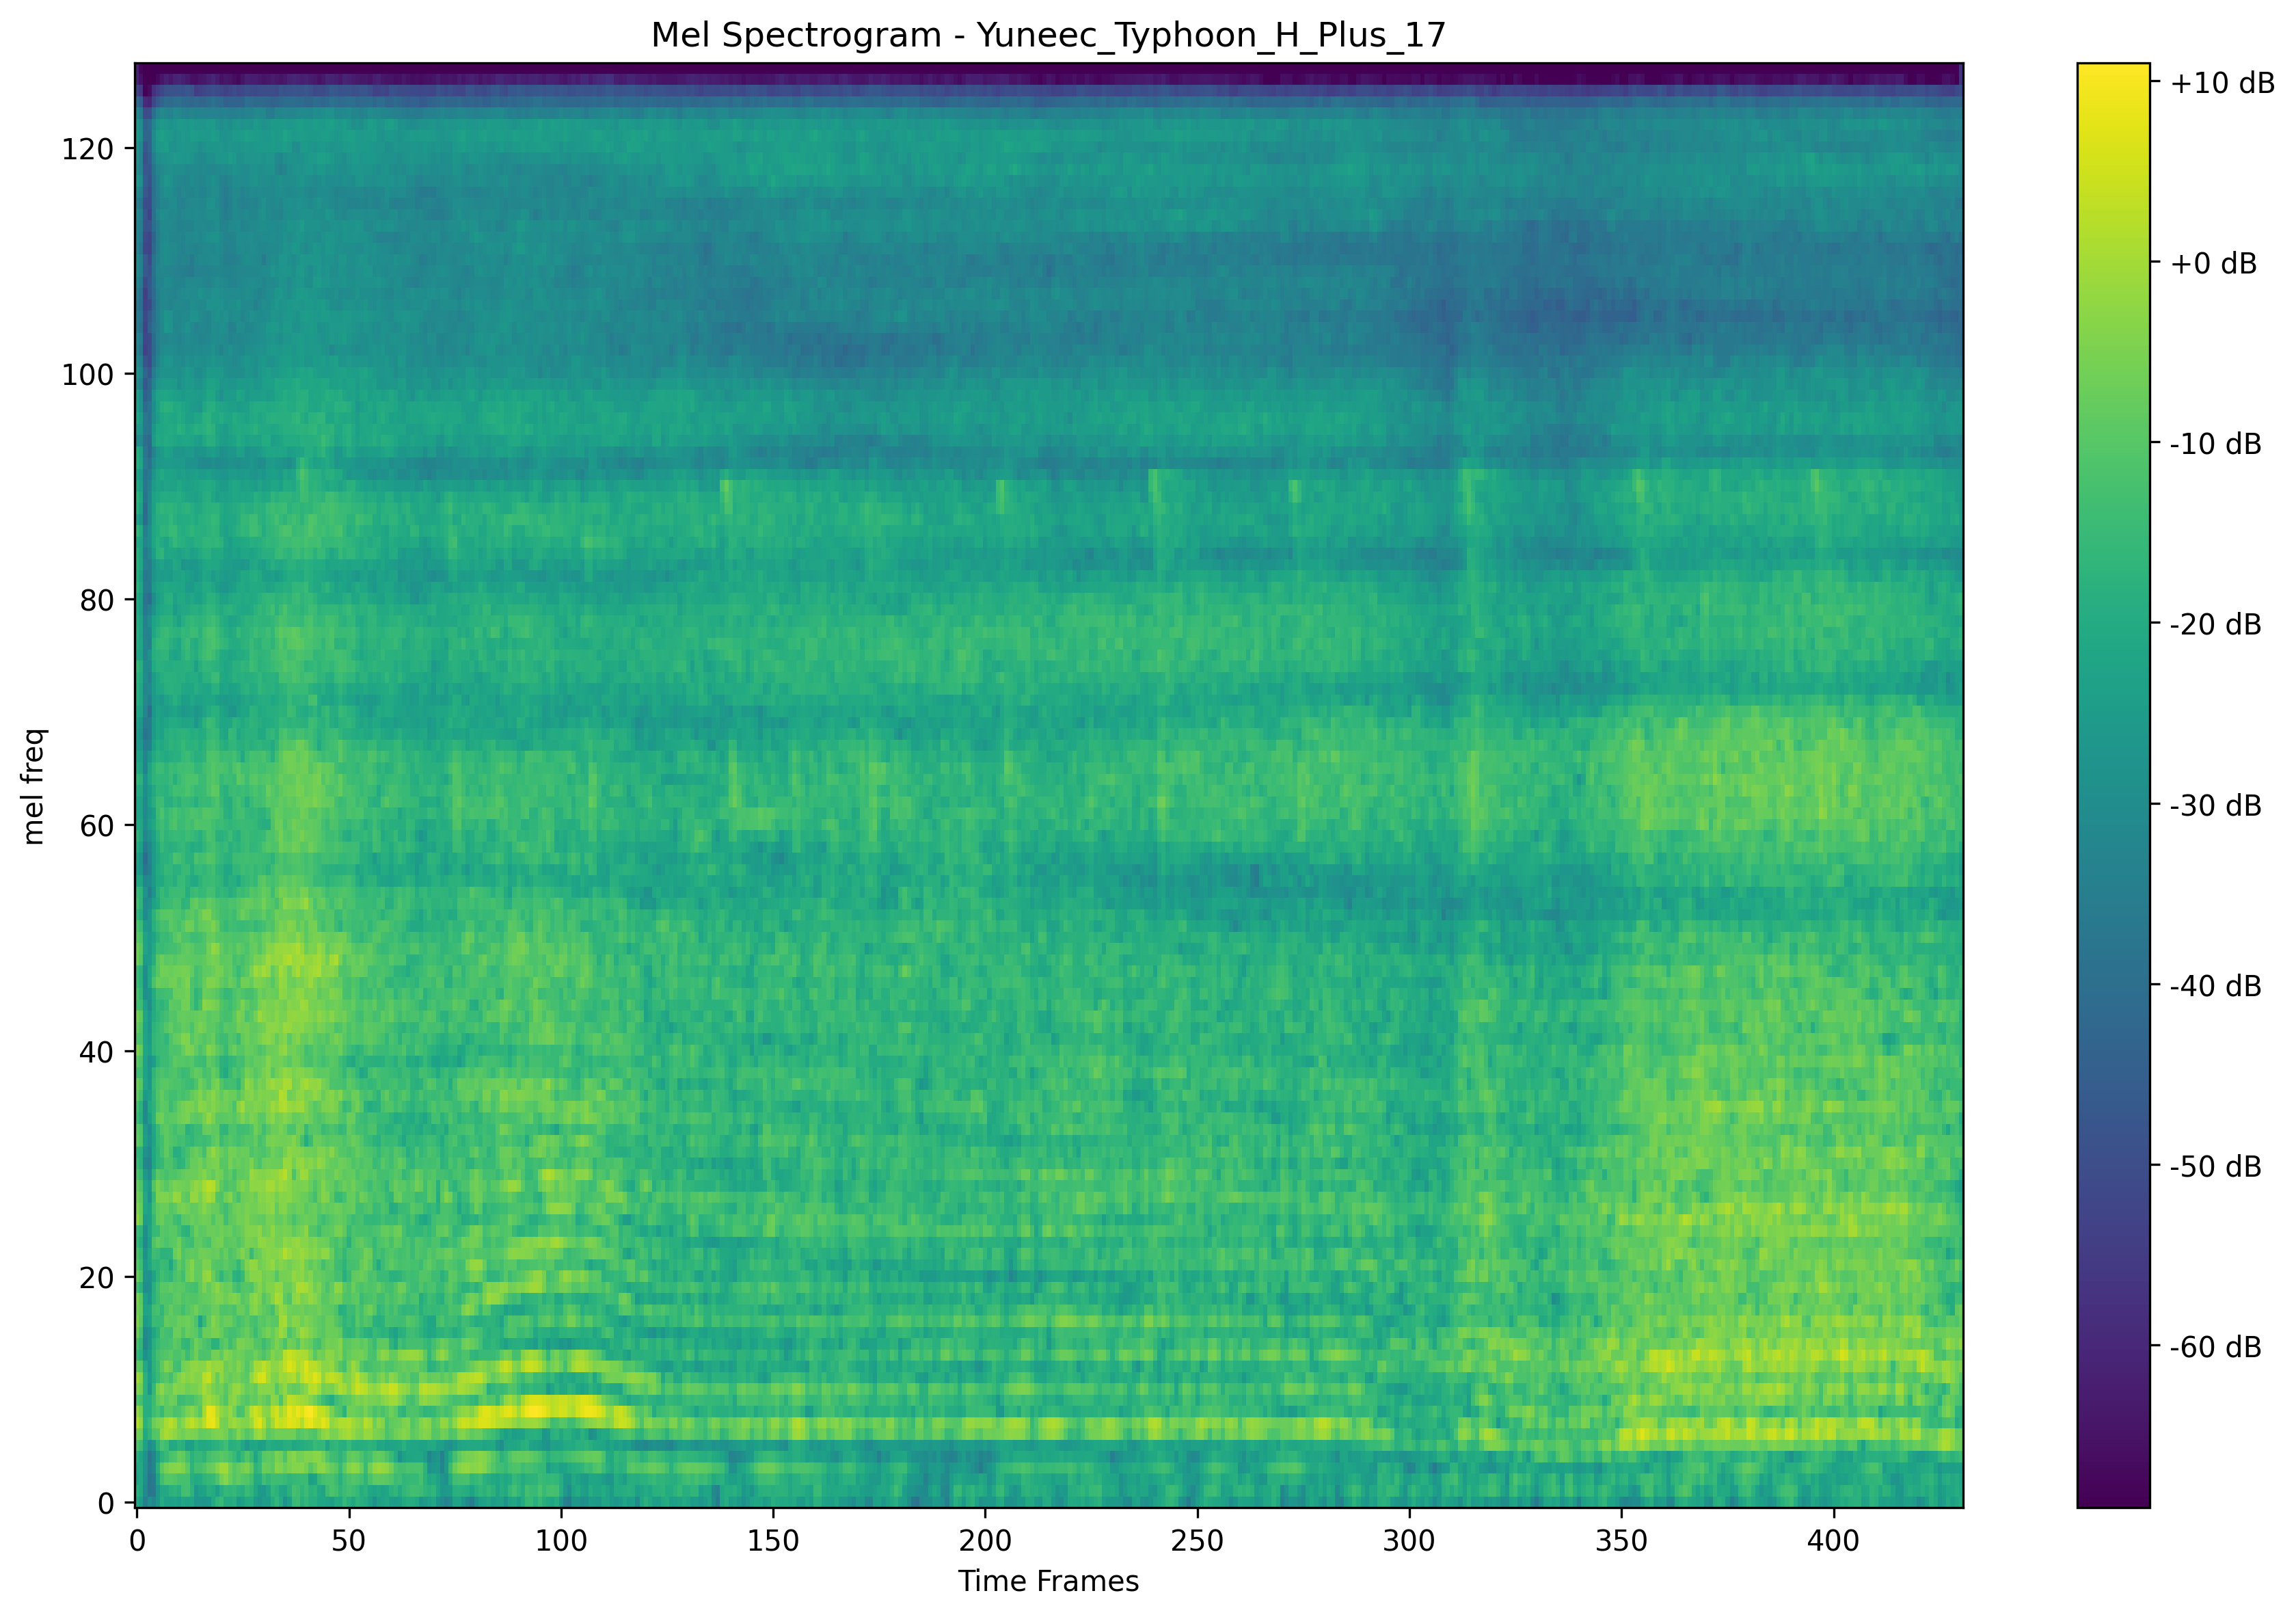 Mel Spectrogram - Yuneec_Typhoon_H_Plus_17
mel freq
120
100
80
60
40
20
0
0 50 100 150 200 250 300 350 400
Time Frames
+10 dB
+0 dB
-10 dB
-20 dB
-30 dB
-40 dB
-50 dB
-60 dB